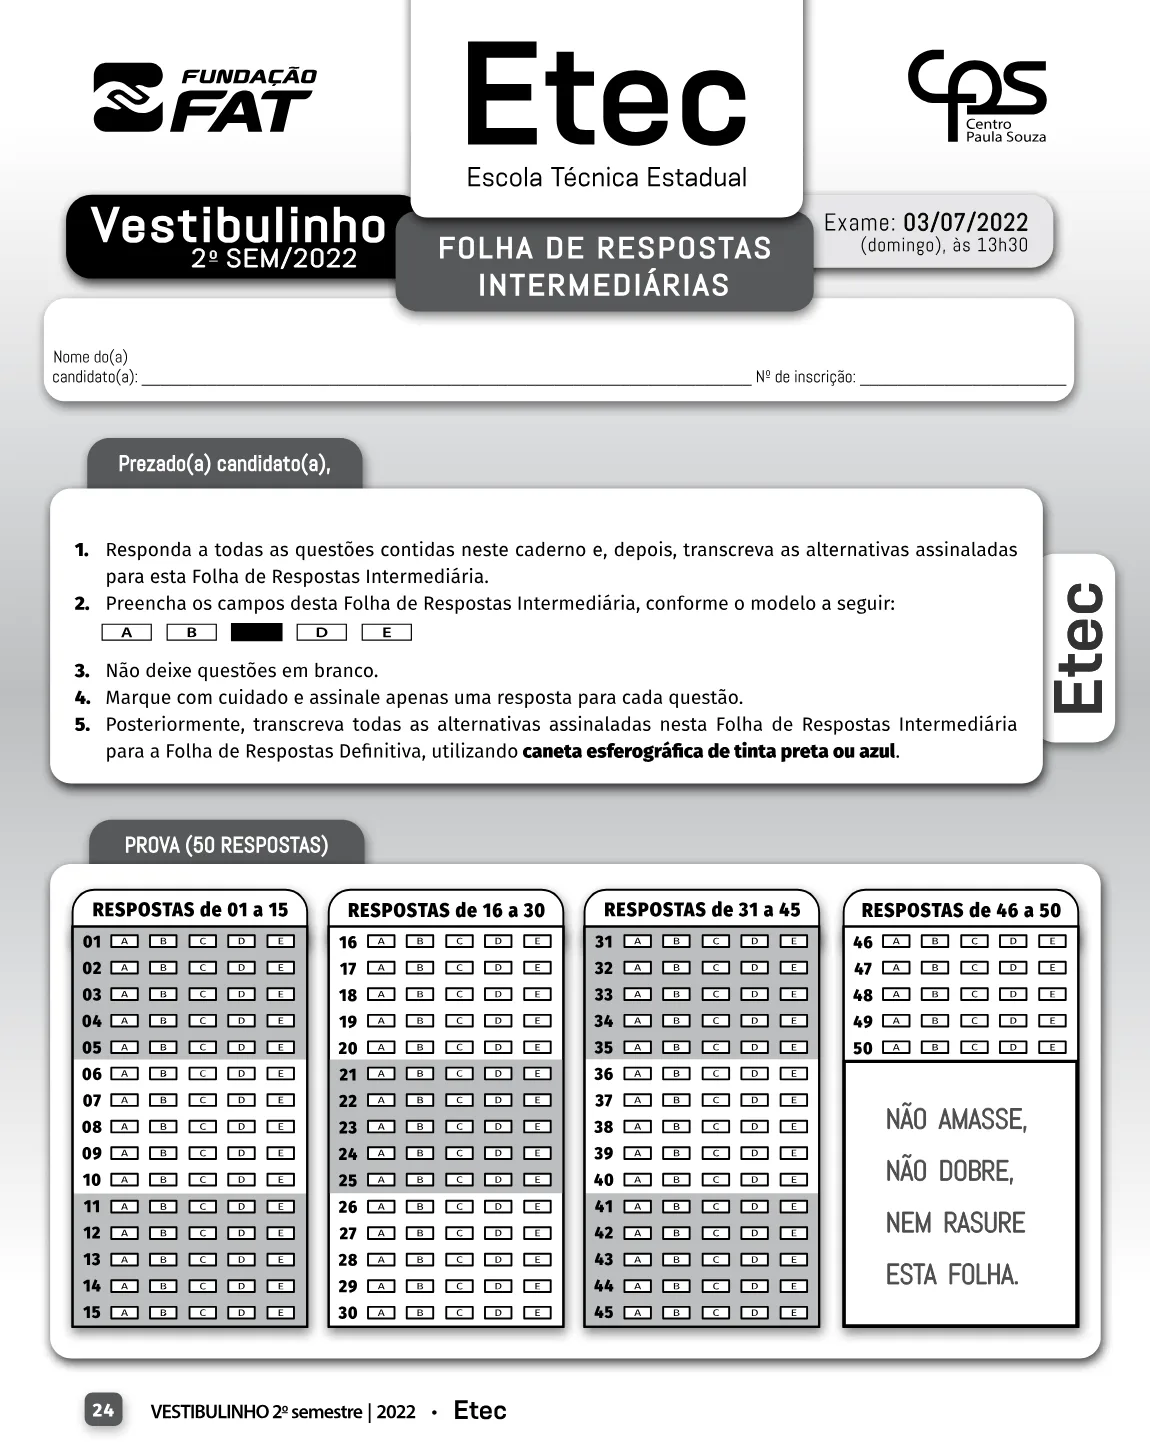 FUNDAÇÃO
FAT
Etec
Escola Técnica Estadual
CPS
Centro
Paula Souza
Vestibulinho
2º SEM/2022
FOLHA DE RESPOSTAS
INTERMEDIÁRIAS
Exame: 03/07/2022
(domingo), às 13h30
Nome do(a)
candidato(a): Nº de inscrição:
Prezado(a) candidato(a),
1. Responda a todas as questões contidas neste caderno e, depois, transcreva as alternativas assinaladas
para esta Folha de Respostas Intermediária.
2. Preencha os campos desta Folha de Respostas Intermediária, conforme o modelo a seguir:
A B D E
3. Não deixe questões em branco.
4. Marque com cuidado e assinale apenas uma resposta para cada questão.
5. Posteriormente, transcreva todas as alternativas assinaladas nesta Folha de Respostas Intermediária
para a Folha de Respostas Definitiva, utilizando caneta esferográfica de tinta preta ou azul.
Etec
PROVA (50 RESPOSTAS)
RESPOSTAS de 01 a 15
01 A B C D E
02 A B C D E
03 A B C D E
04 A B C D E
05 A B C D E
06 A B C D E
07 A B C D E
08 A B C D E
09 A B C D E
10 A B C D E
11 A B C D E
12 A B C D E
13 A B C D E
14 A B C D E
15 A B C D E
RESPOSTAS de 16 a 30
16 A B C D E
17 A B C D E
18 A B C D E
19 A B C D E
20 A B C D E
21 A B C D E
22 A B C D E
23 A B C D E
24 A B C D E
25 A B C D E
26 A B C D E
27 A B C D E
28 A B C D E
29 A B C D E
30 A B C D E
RESPOSTAS de 31 a 45
31 A B C D E
32 A B C D E
33 A B C D E
34 A B C D E
35 A B C D E
36 A B C D E
37 A B C D E
38 A B C D E
39 A B C D E
40 A B C D E
41 A B C D E
42 A B C D E
43 A B C D E
44 A B C D E
45 A B C D E
RESPOSTAS de 46 a 50
46 A B C D E
47 A B C D E
48 A B C D E
49 A B C D E
50 A B C D E
NÃO AMASSE,
NÃO DOBRE,
NEM RASURE
ESTA FOLHA.
24 VESTIBULINHO 2º semestre | 2022 • Etec